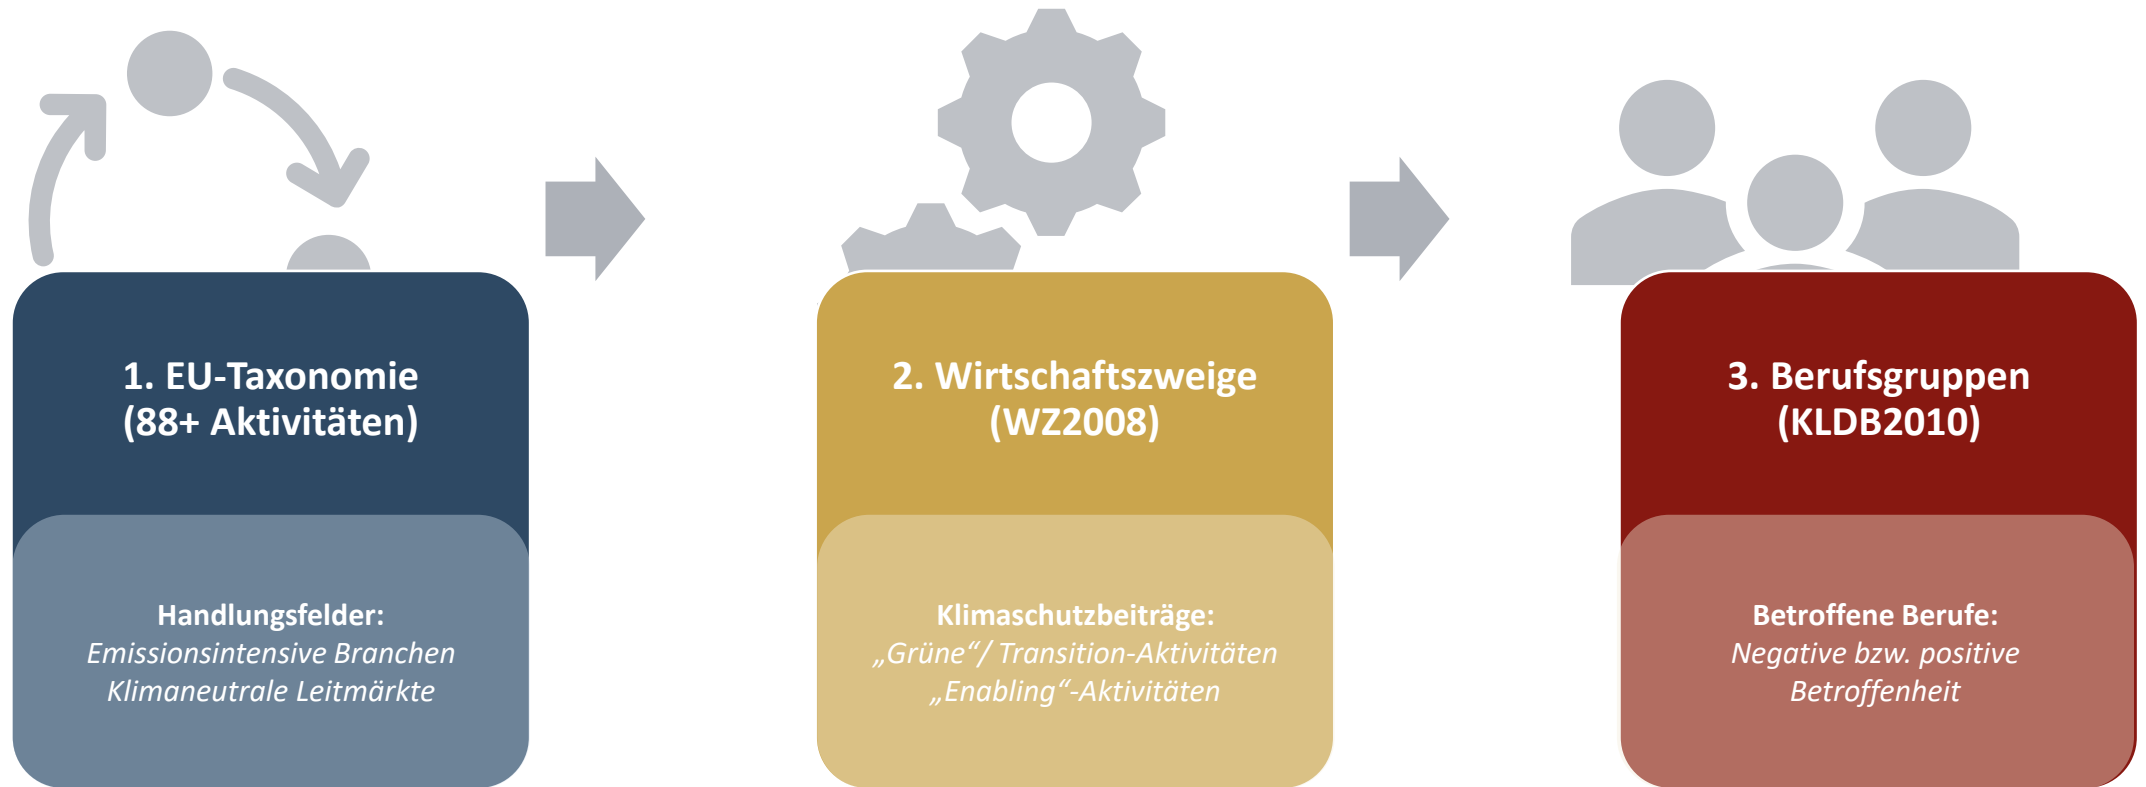 1. EU-Taxonomie
(88+ Aktivitäten)
Handlungsfelder:
Emissionsintensive Branchen
Klimaneutrale Leitmärkte
2. Wirtschaftszweige
(WZ2008)
Klimaschutzbeiträge:
„Grüne“/ Transition-Aktivitäten
„Enabling“-Aktivitäten
3. Berufsgruppen
(KLDB2010)
Betroffene Berufe:
Negative bzw. positive
Betroffenheit